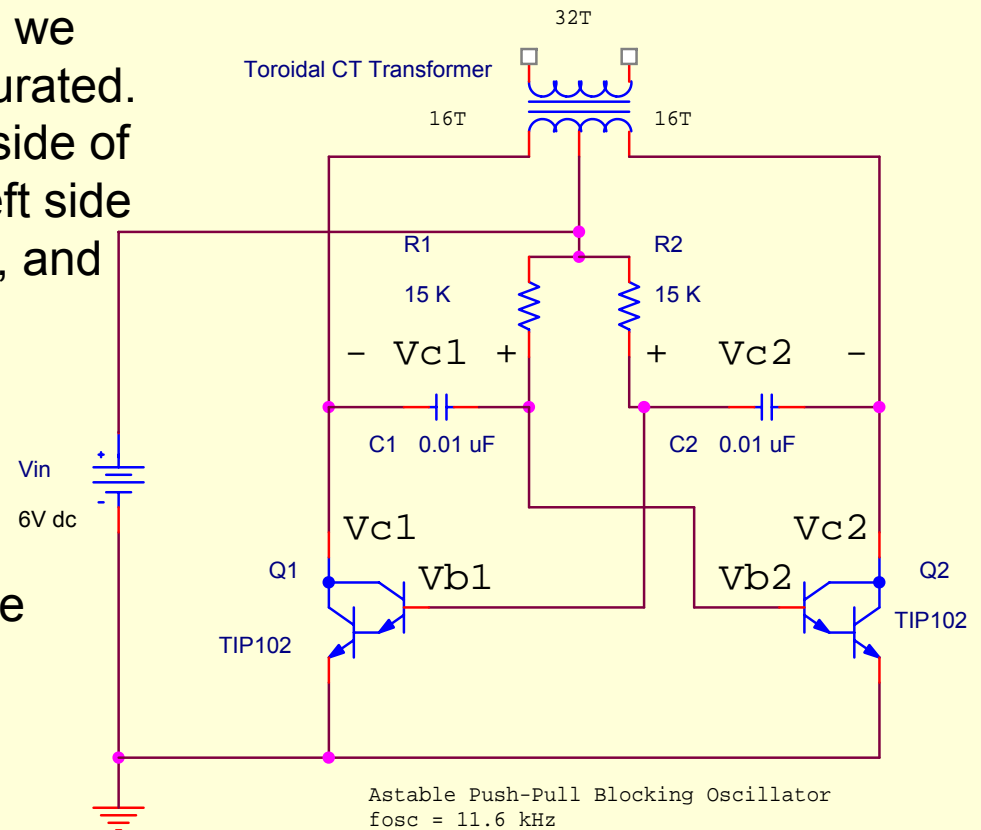 we
urated.
side of
eft side
, and
e
32T
Toroidal CT Transformer
16T
16T
R1
R2
15 K
15 K
- Vc1 +
+ Vc2 -
C1 0.01 uF
C2 0.01 uF
Vin
+
-
6V dc
Vc1
Vc2
Q1
Vb1
Vb2
Q2
TIP102
TIP102
Astable Push-Pull Blocking Oscillator
fosc = 11.6 kHz